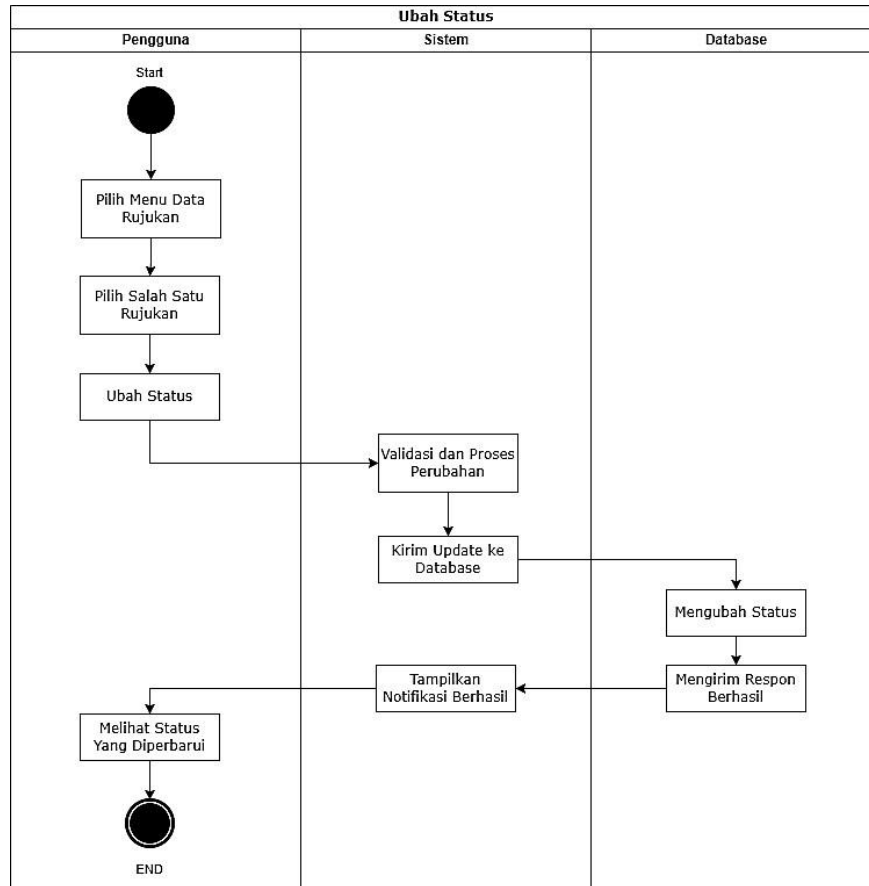 Ubah Status
Pengguna
Sistem
Database
Start
Pilih Menu Data
Rujukan
Pilih Salah Satu
Rujukan
Ubah Status
Validasi dan Proses
Perubahan
Kirim Update ke
Database
Mengubah Status
Mengirim Respon
Berhasil
Tampilkan
Notifikasi Berhasil
Melihat Status
Yang Diperbarui
END